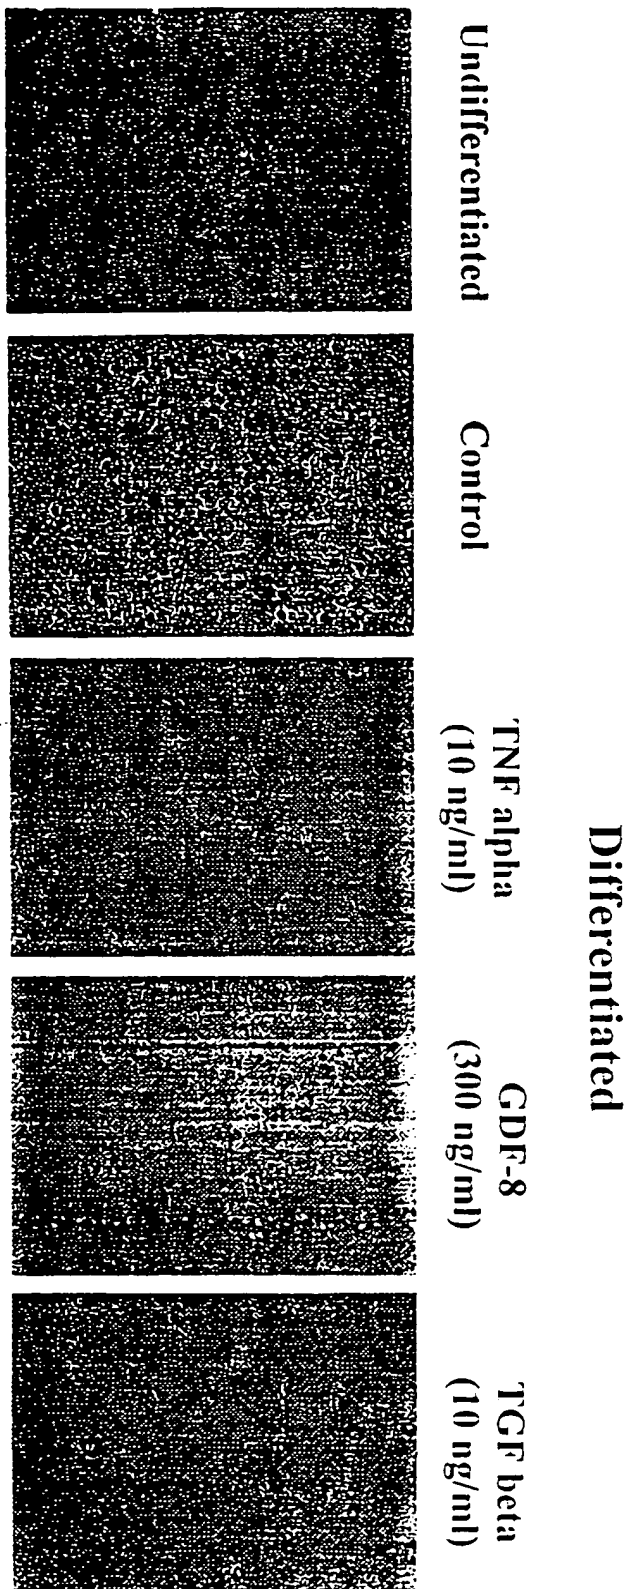 Differentiated
Undifferentiated
Control
TNF alpha
(10 ng/ml)
GDF-8
(300 ng/ml)
TGF beta
(10 ng/ml)